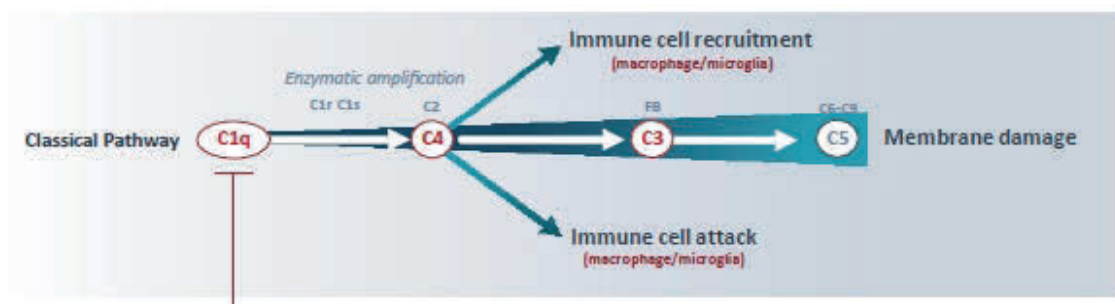 Immune cell recruitment
(macrophage/microglia)
Enzymatic amplification
C1r C1s
C2
FB
C6-C9
Classical Pathway
C1q
C4
C3
C5
Membrane damage
Immune cell attack
(macrophage/microglia)